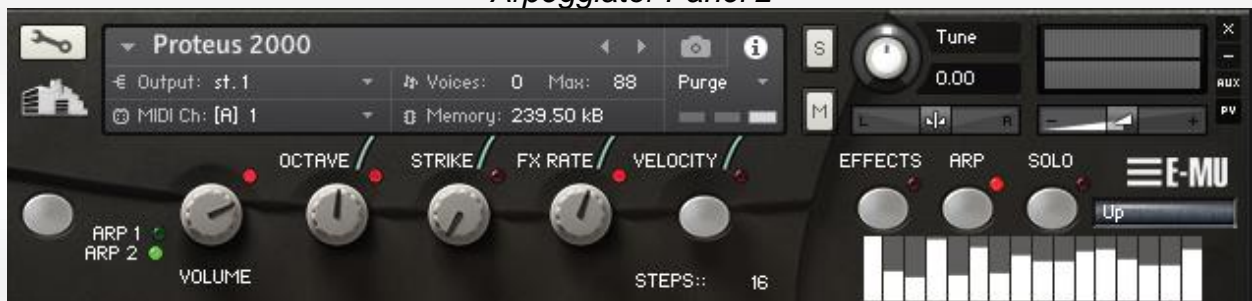 Arpeggiator Panel 2
Proteus 2000
S
Tune
X
Output: st. 1
Voices: 0 Max: 88
Purge
0.00
AUX
MIDI Ch: [A] 1
Memory: 239.50 kB
M
L
R
-
+
PV
OCTAVE
STRIKE
FX RATE
VELOCITY
EFFECTS
ARP
SOLO
E-MU
Up
ARP 1
ARP 2
VOLUME
STEPS::
16